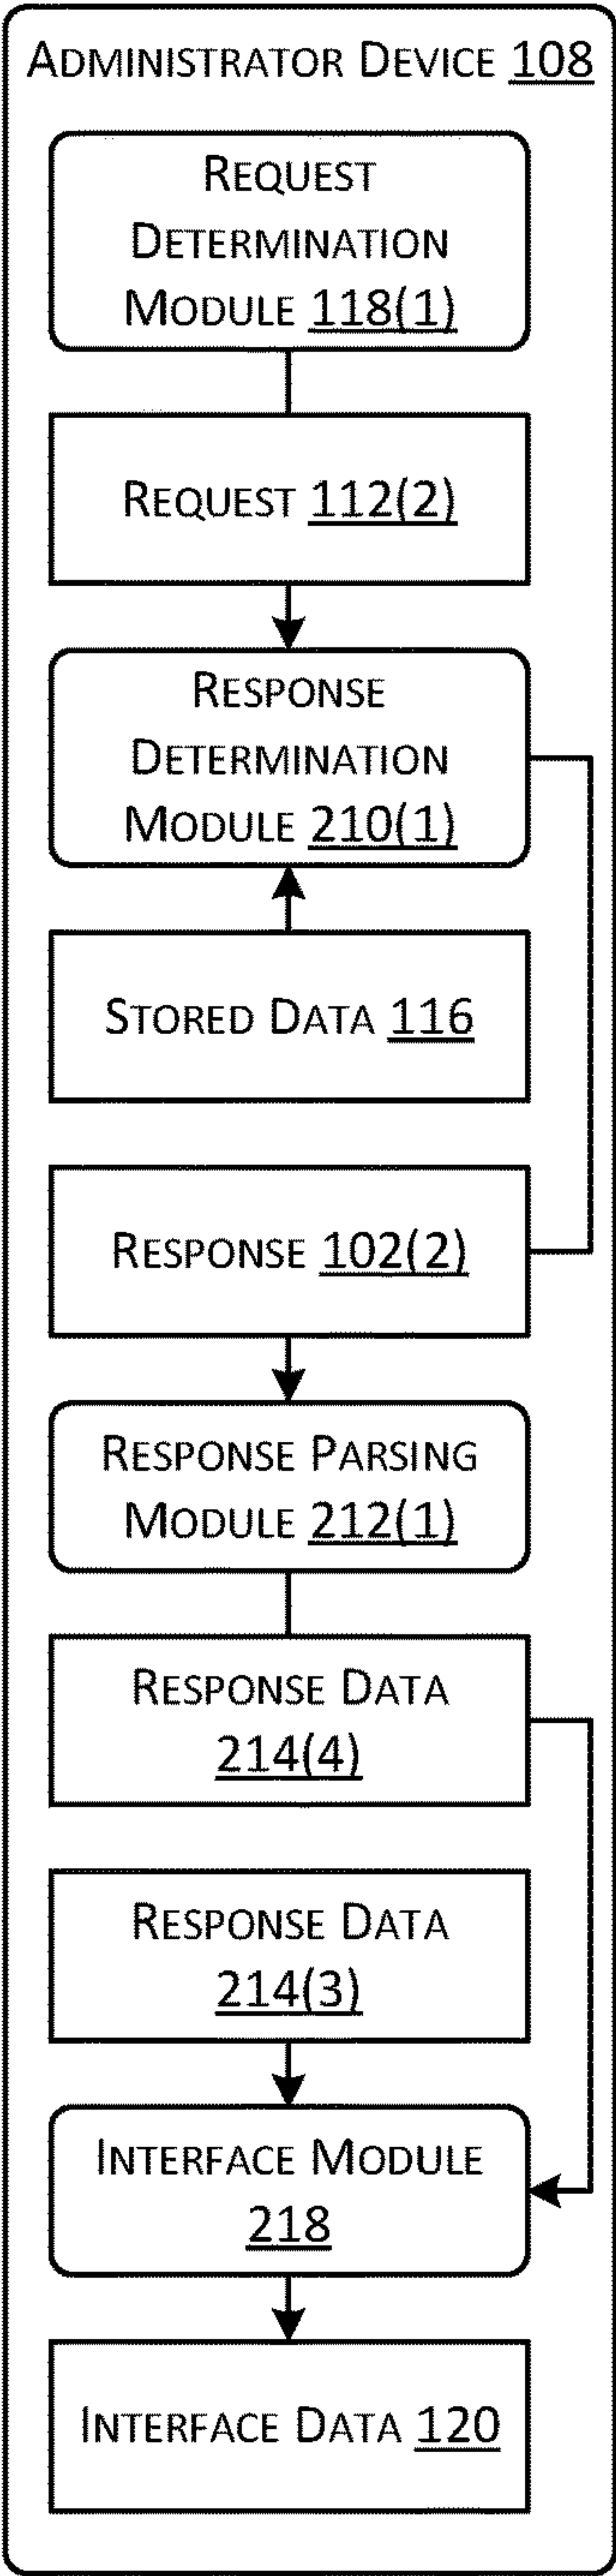 ADMINISTRATOR DEVICE 108
REQUEST
DETERMINATION
MODULE 118(1)
REQUEST 112(2)
RESPONSE
DETERMINATION
MODULE 210(1)
STORED DATA 116
RESPONSE 102(2)
RESPONSE PARSING
MODULE 212(1)
RESPONSE DATA
214(4)
RESPONSE DATA
214(3)
INTERFACE MODULE
218
INTERFACE DATA 120